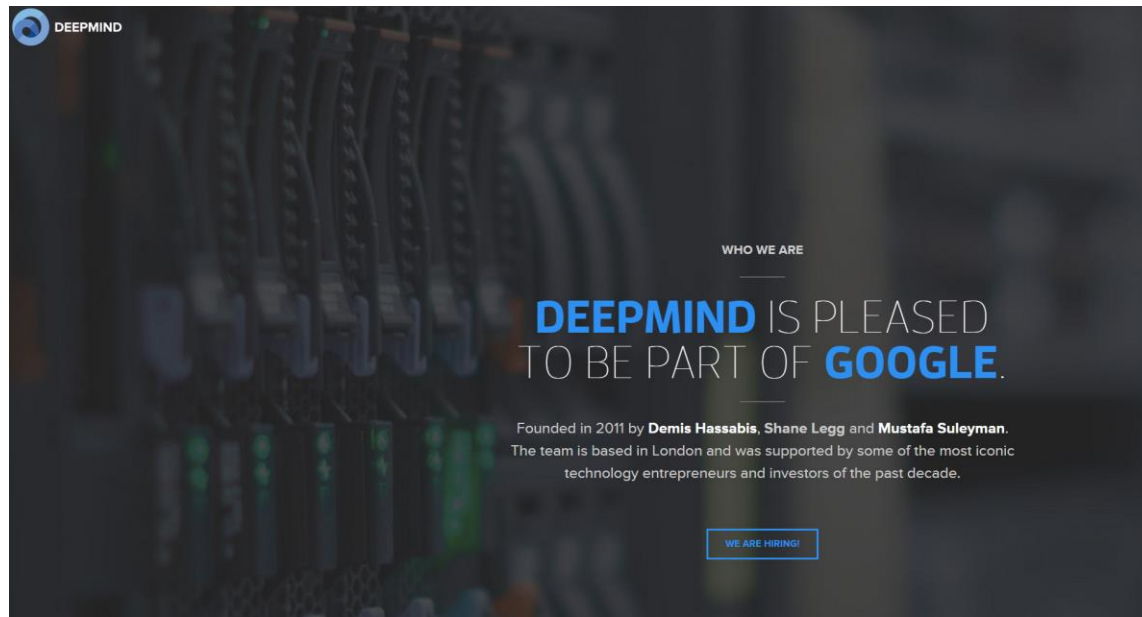 DEEPMIND
WHO WE ARE
DEEPMIND IS PLEASED
TO BE PART OF GOOGLE.
Founded in 2011 by Demis Hassabis, Shane Legg and Mustafa Suleyman.
The team is based in London and was supported by some of the most iconic
technology entrepreneurs and investors of the past decade.
WE ARE HIRING!